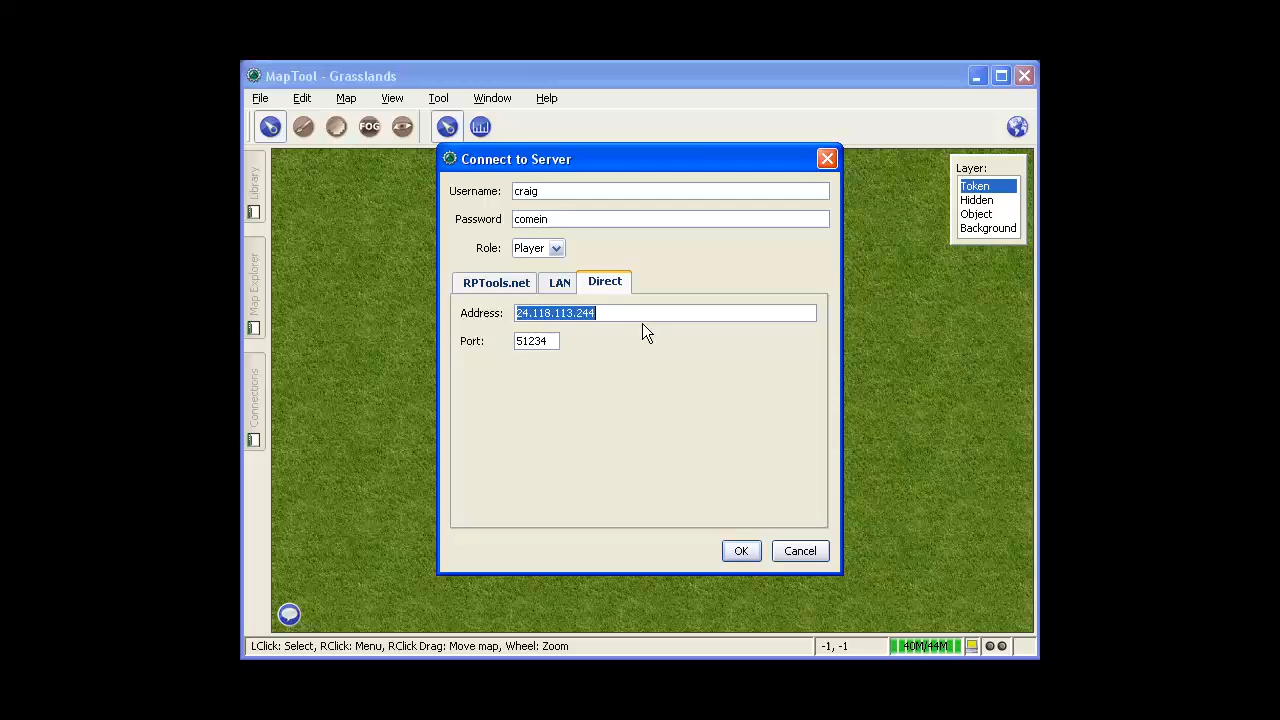 MapTool - Grasslands
File Edit Map View Tool Window Help
FOG
Connect to Server
Layer:
Token
Hidden
Object
Background
Library
Map Explorer
Connections
Username: craig
Password comein
Role: Player
RPTools.net LAN Direct
Address: 24.118.113.244
Port: 51234
OK Cancel
LClick: Select, RClick: Menu, RClick Drag: Move map, Wheel: Zoom
-1, -1
40M/44M